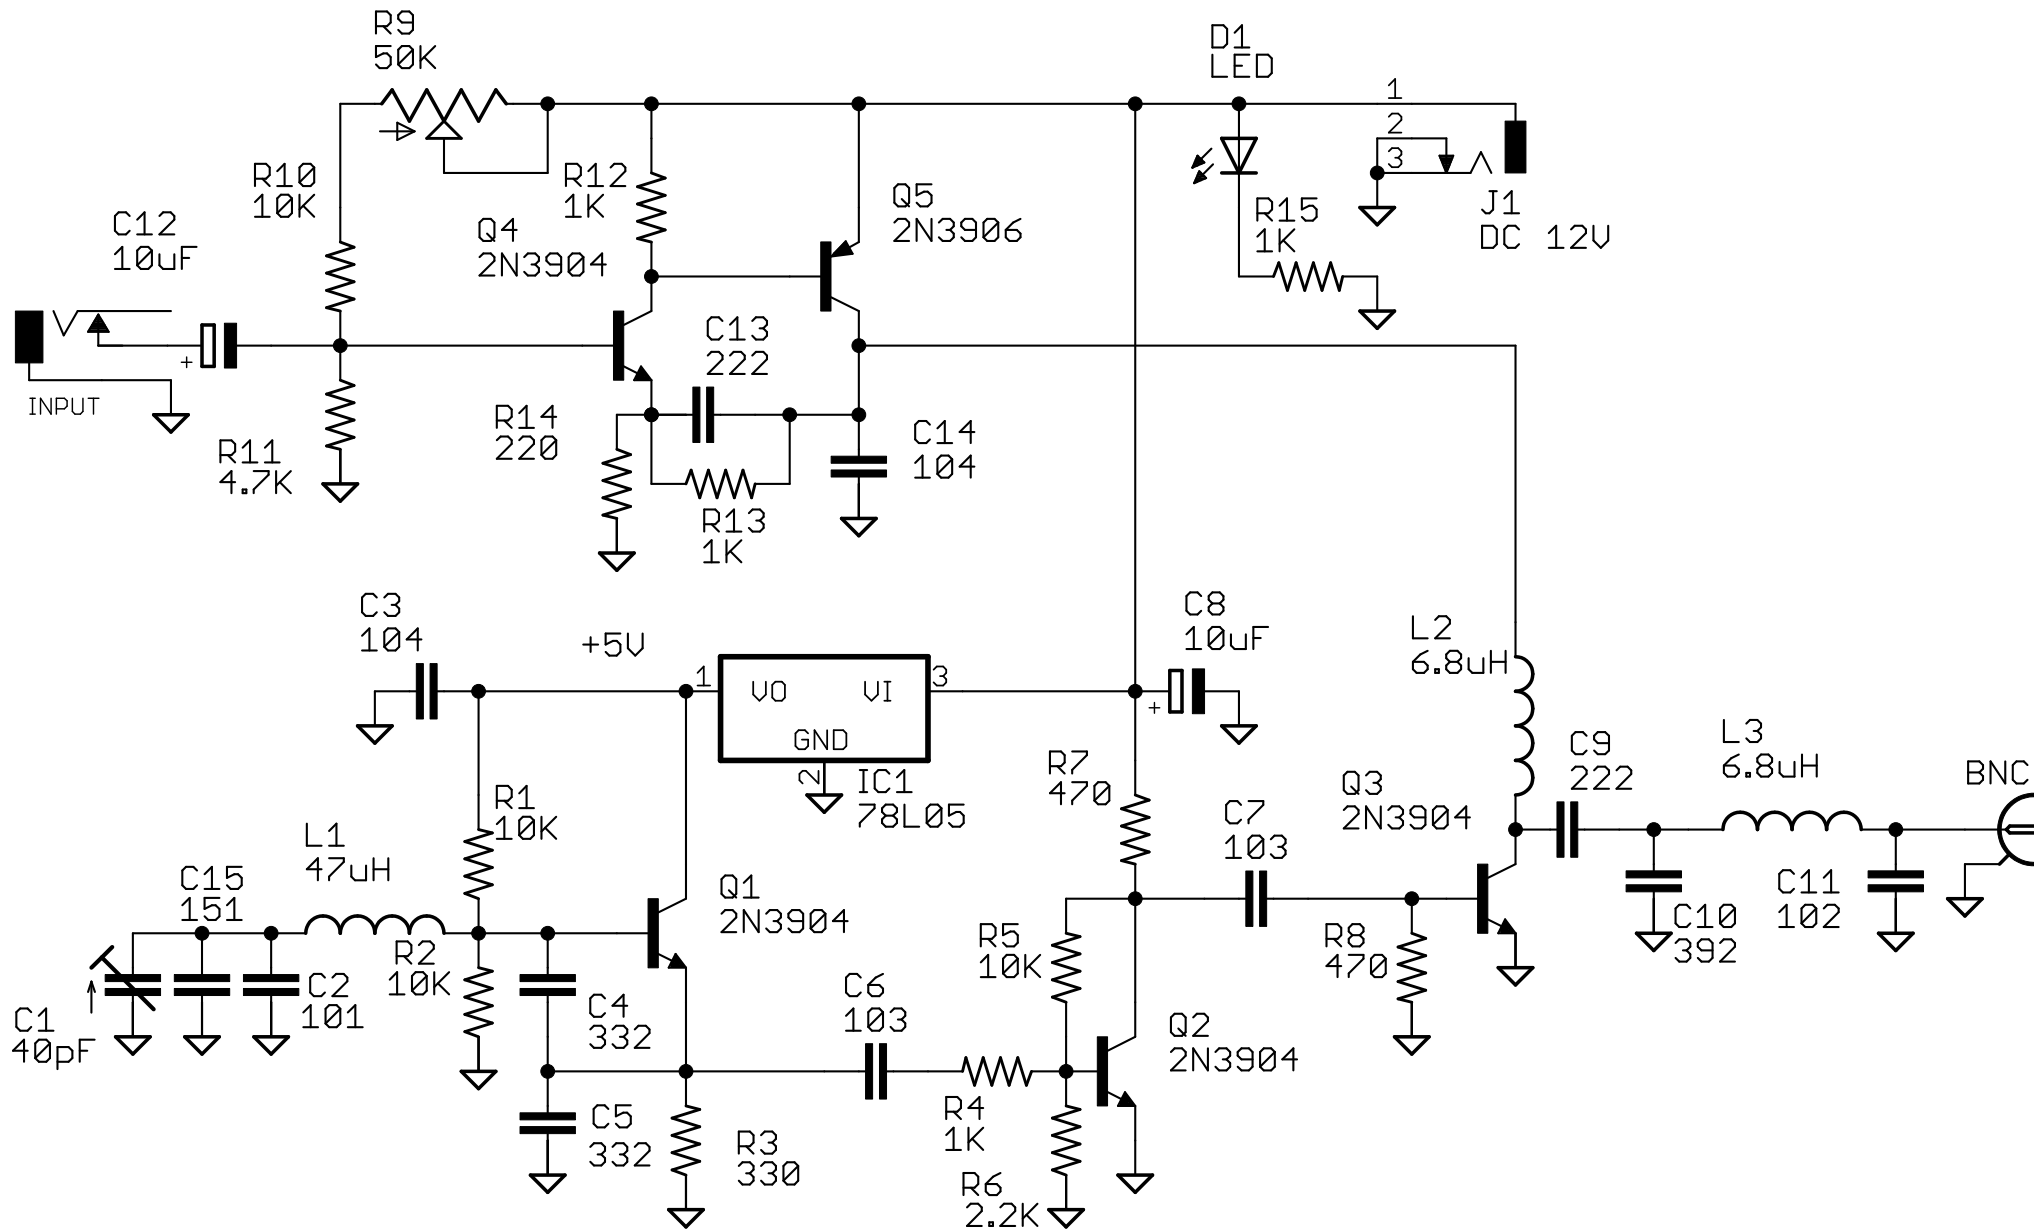 R9
50K
D1
LED
1
2
3
J1
DC 12V
R10
10K
R12
1K
Q5
2N3906
C12
10uF
Q4
2N3904
R15
1K
+
INPUT
C13
222
R11
4.7K
R14
220
C14
104
R13
1K
C3
104
+5V
1
VO
VI
3
GND
2
IC1
78L05
C8
10uF
+
L2
6.8uH
R7
470
Q3
2N3904
C9
222
L3
6.8uH
BNC
R1
10K
L1
47uH
C7
103
C15
151
Q1
2N3904
C11
102
C10
392
R2
10K
R5
10K
R8
470
C2
101
C1
40pF
C4
332
C6
103
Q2
2N3904
C5
332
R3
330
R4
1K
R6
2.2K